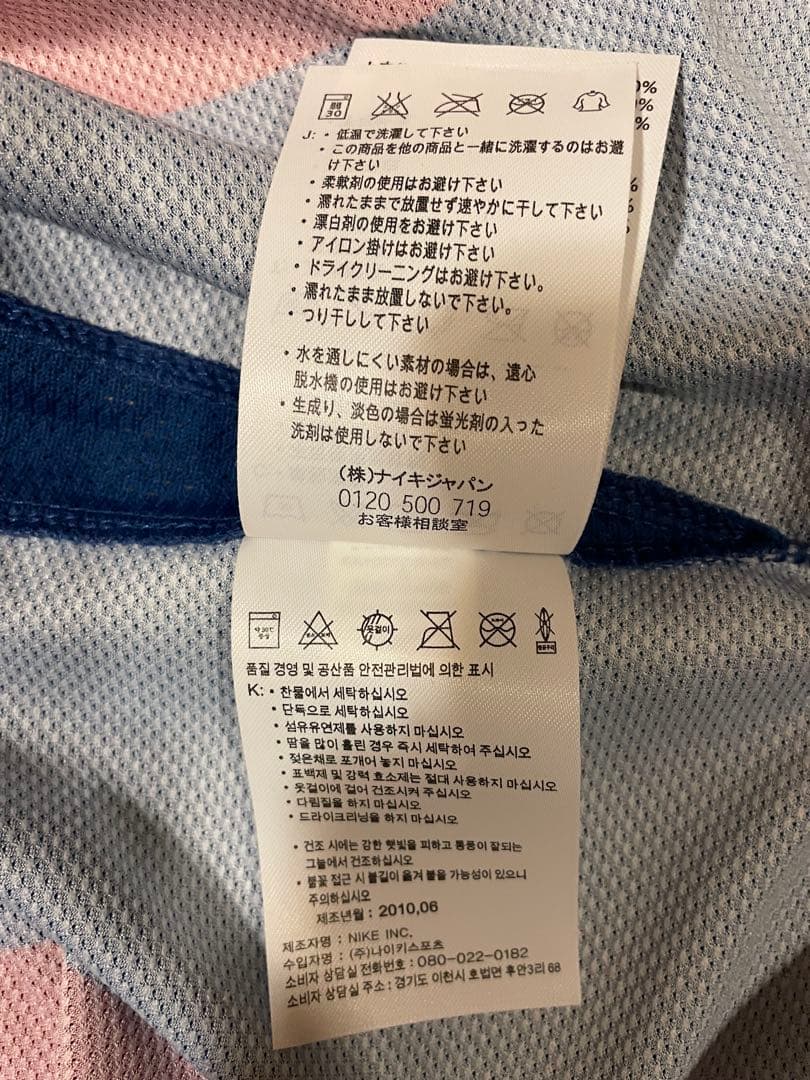 0%
0%
%
%
%
%
弱
30
J: ・ 低温で洗濯して下さい
・ この商品を他の商品と一緒に洗濯するのはお避
け下さい
・ 柔軟剤の使用はお避け下さい
・ 濡れたままで放置せず速やかに干して下さい
・ 漂白剤の使用をお避け下さい
・ アイロン掛けはお避け下さい
・ ドライクリーニングはお避け下さい。
・ 濡れたまま放置しないで下さい。
・ つり干しして下さい
・ 水を通しにくい素材の場合は、遠心
脱水機の使用はお避け下さい
・ 生成り、淡色の場合は蛍光剤の入った
洗剤は使用しないで下さい
(株)ナイキジャパン
0120 500 719
お客様相談室
약 30℃
중성
옷걸이
품질 경영 및 공산품 안전관리법에 의한 표시
K: • 찬물에서 세탁하십시오
• 단독으로 세탁하십시오
• 섬유유연제를 사용하지 마십시오
• 땀을 많이 흘린 경우 즉시 세탁하여 주십시오
• 젖은채로 포개어 놓지 마십시오
• 표백제 및 강력 효소제는 절대 사용하지 마십시오
• 옷걸이에 걸어 건조시켜 주십시오
• 다림질을 하지 마십시오
• 드라이크리닝을 하지 마십시오
• 건조 시에는 강한 햇빛을 피하고 통풍이 잘되는
그늘에서 건조하십시오
• 불꽃 접근 시 불길이 옮겨 붙을 가능성이 있으니
주의하십시오
제조년월 : 2010,06
제조자명 : NIKE INC.
수입자명 : (주)나이키스포츠
소비자 상담실 전화번호 : 080-022-0182
소비자 상담실 주소 : 경기도 이천시 호법면 후안3리 68